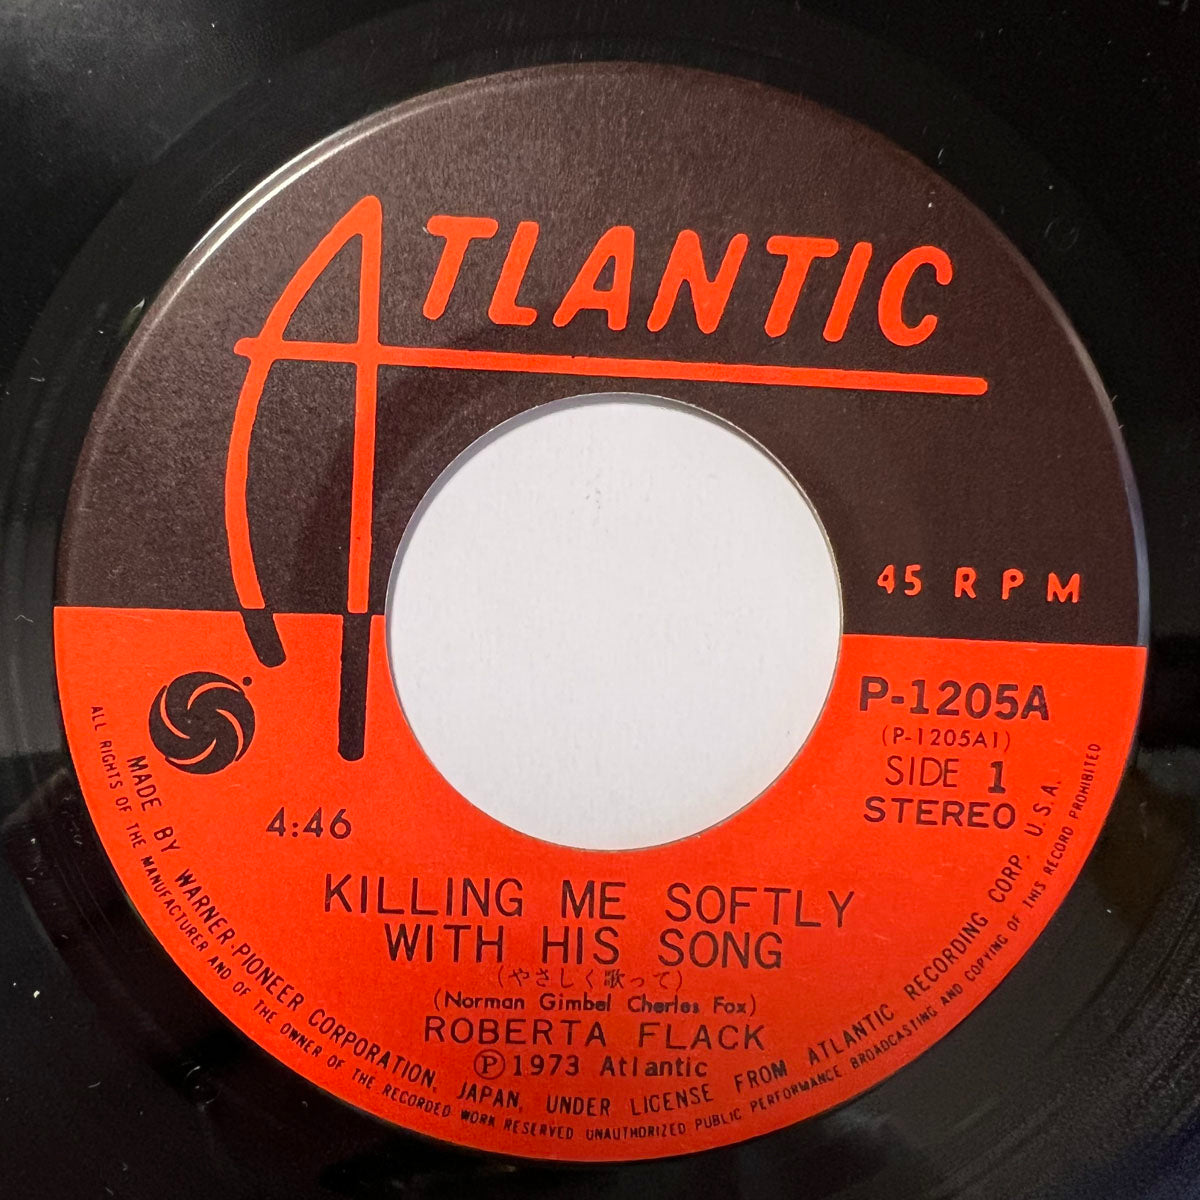 ATLANTIC
45 RPM
P-1205A
(P-1205A1)
SIDE 1
STEREO
4:46
KILLING ME SOFTLY
WITH HIS SONG
(やさしく歌って)
(Norman Gimbel Cherles Fox)
ROBERTA FLACK
Ⓟ1973 Atlantic
MADE BY WARNER-PIONEER CORPORATION, JAPAN, UNDER LICENSE FROM ATLANTIC RECORDING CORP. U.S.A.
ALL RIGHTS OF THE MANUFACTURER AND OF THE OWNER OF THE RECORDED WORK RESERVED UNAUTHORIZED PUBLIC PERFORMANCE BROADCASTING AND COPYING OF THIS RECORD PROHIBITED